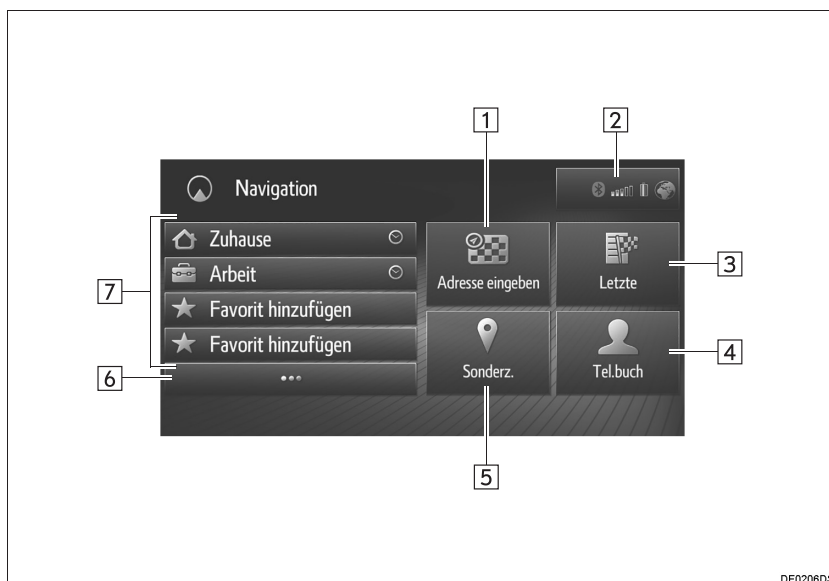 1
2
Navigation
Zuhause
Adresse eingeben
Letzte
3
Arbeit
7
Favorit hinzufügen
Favorit hinzufügen
Sonderz.
Tel.buch
4
6
...
5